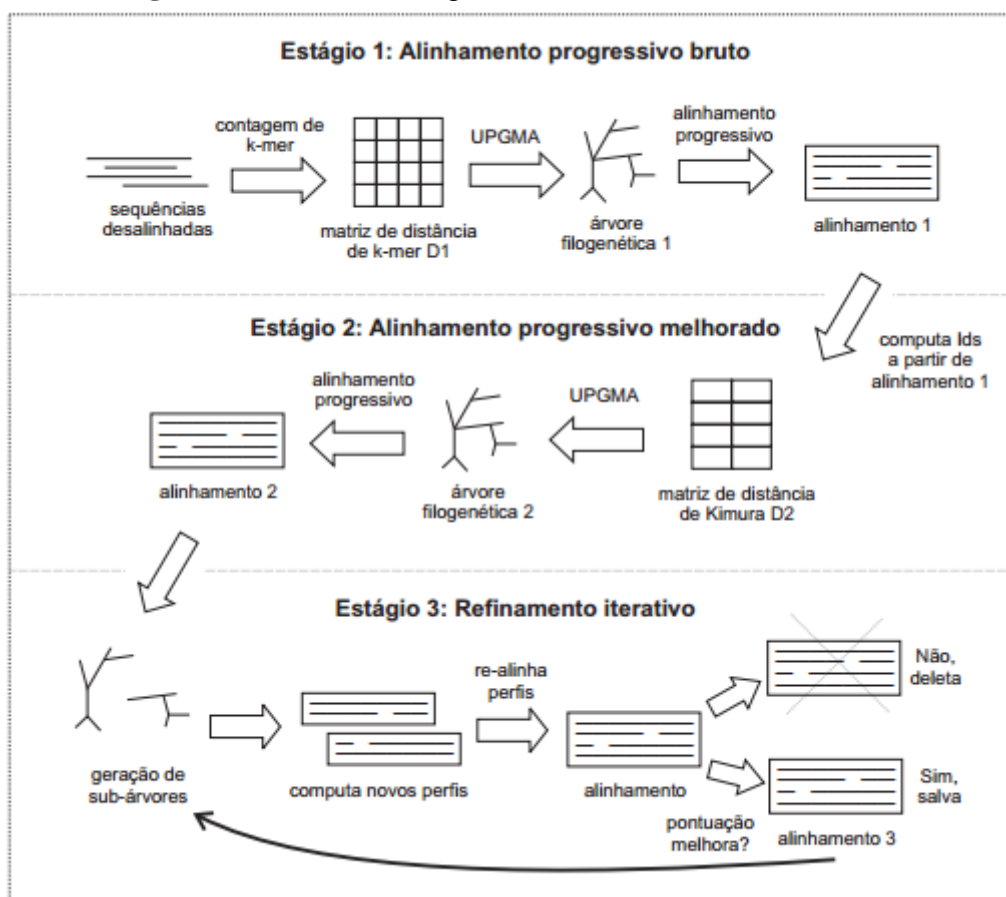 Estágio 1: Alinhamento progressivo bruto
contagem de
k-mer
UPGMA
alinhamento
progressivo
sequências
desalinhadas
matriz de distância
de k-mer D1
árvore
filogenética 1
alinhamento 1
Estágio 2: Alinhamento progressivo melhorado
computa Ids
a partir de
alinhamento 1
alinhamento
progressivo
UPGMA
alinhamento 2
árvore
filogenética 2
matriz de distância
de Kimura D2
Estágio 3: Refinamento iterativo
re-alinha
perfis
Não,
deleta
geração de
sub-árvores
computa novos perfis
alinhamento
Sim,
salva
pontuação
melhora?
alinhamento 3